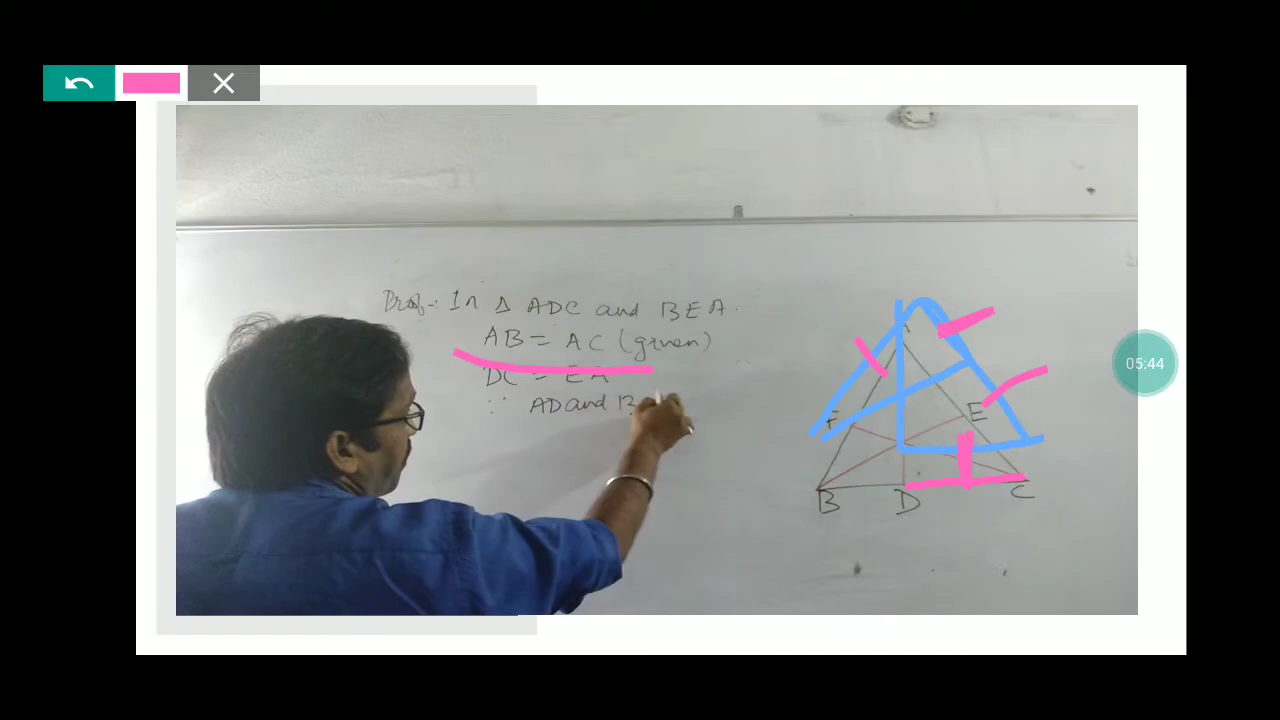 Proof-: In Δ ADC and BEA.
AB = AC (given)
DC = EA
∵ AD and B
F
E
B
D
C
05:44